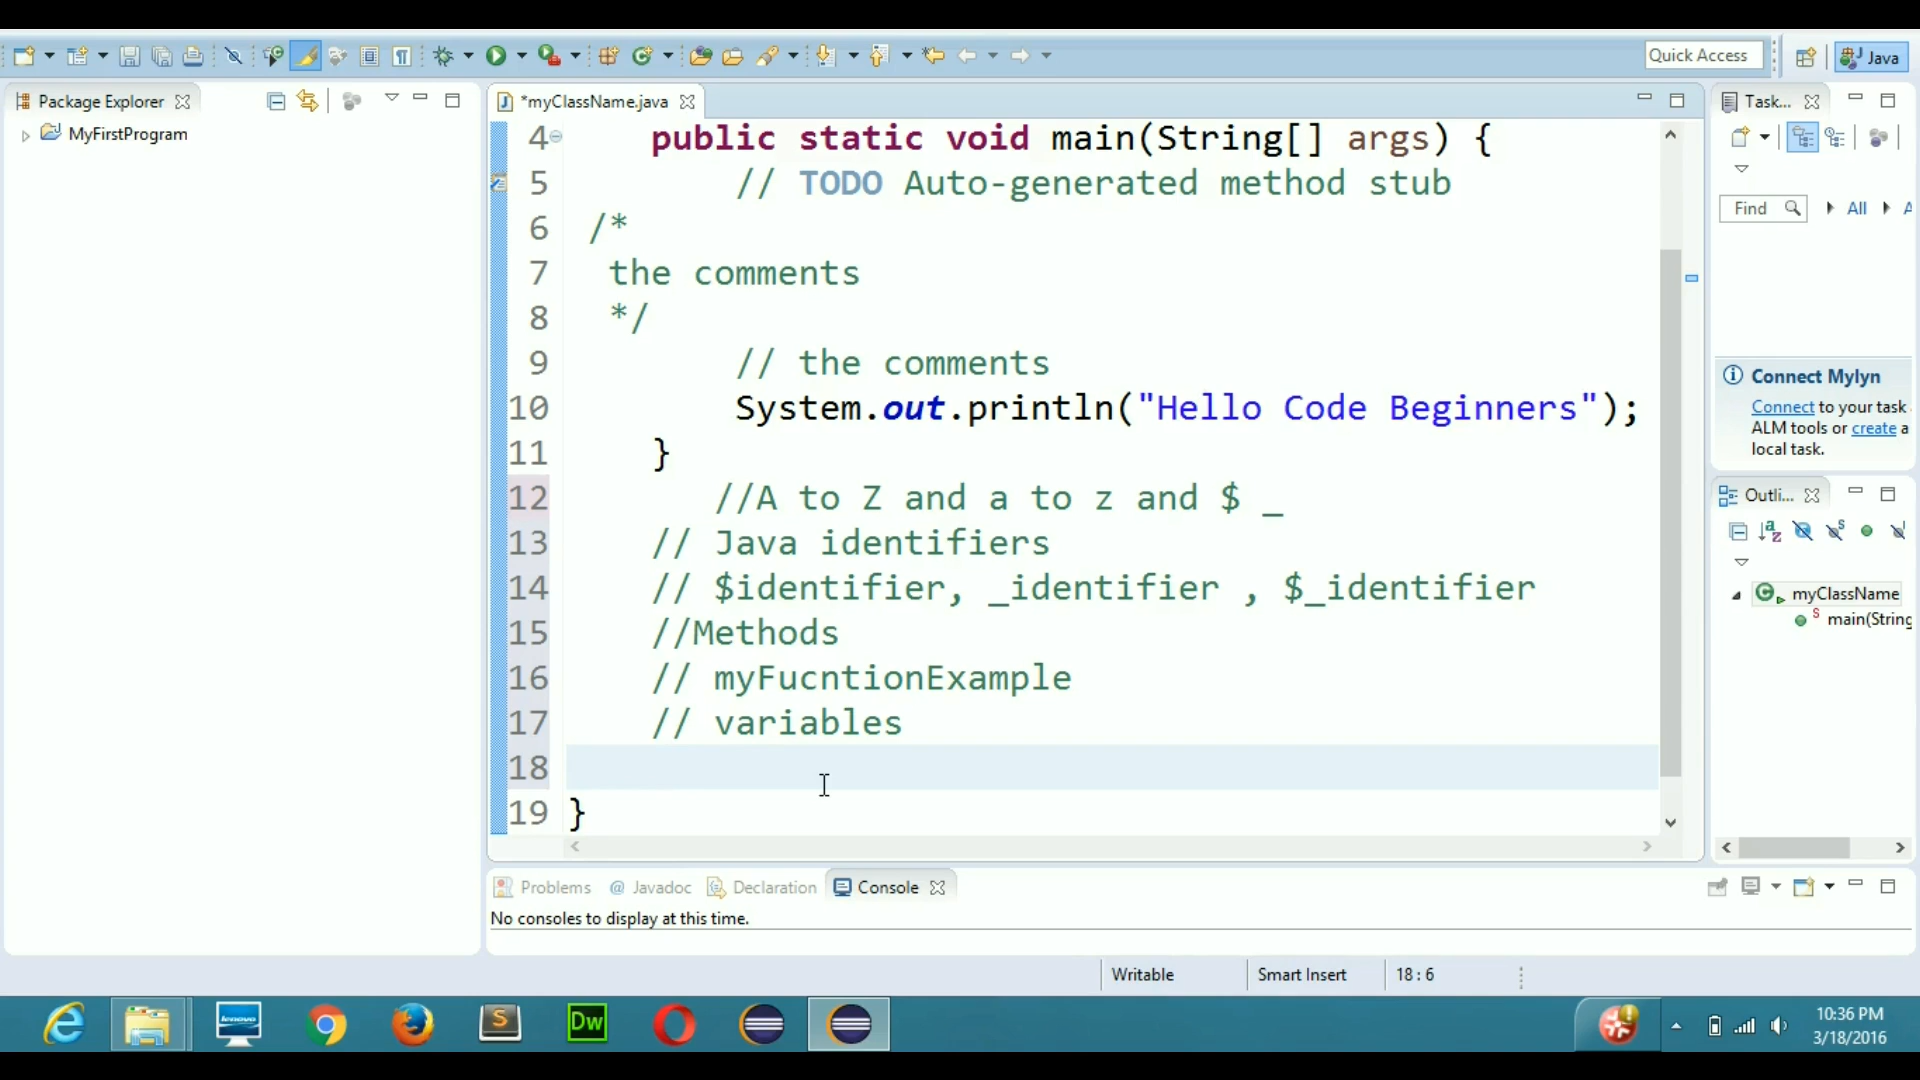 Quick Access
Java
Package Explorer
MyFirstProgram
*myClassName.java
4 public static void main(String[] args) {
5 // TODO Auto-generated method stub
6 /*
7 the comments
8 */
9 // the comments
10 System.out.println("Hello Code Beginners");
11 }
12 //A to Z and a to z and $ _
13 // Java identifiers
14 // $identifier, _identifier , $_identifier
15 //Methods
16 // myFucntionExample
17 // variables
18
19 }
Task...
Find
All
A
Connect Mylyn
Connect to your task
ALM tools or create a
local task.
Outli...
myClassName
main(String
Problems
@ Javadoc
Declaration
Console
No consoles to display at this time.
Writable
Smart Insert
18 : 6
lenovo
S
Dw
10:36 PM
3/18/2016